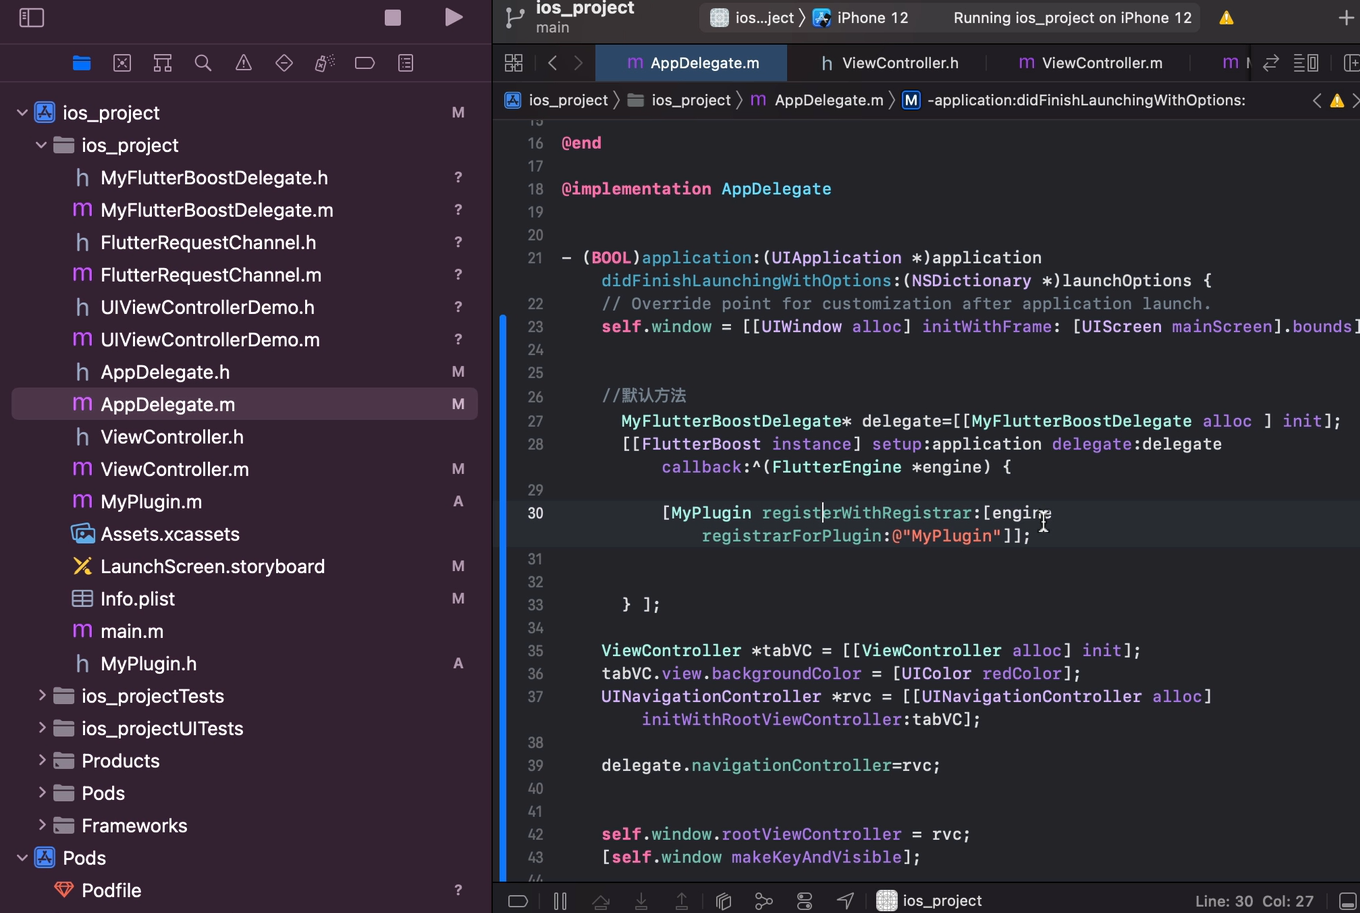 ios_project
main
ios...ject
iPhone 12
Running ios_project on iPhone 12
AppDelegate.m
ViewController.h
ViewController.m
ios_project
ios_project
AppDelegate.m
M
-application:didFinishLaunchingWithOptions:
ios_project M
ios_project
h MyFlutterBoostDelegate.h ?
m MyFlutterBoostDelegate.m ?
h FlutterRequestChannel.h ?
m FlutterRequestChannel.m ?
h UIViewControllerDemo.h ?
m UIViewControllerDemo.m ?
h AppDelegate.h M
m AppDelegate.m M
h ViewController.h
m ViewController.m M
m MyPlugin.m A
Assets.xcassets
LaunchScreen.storyboard M
Info.plist M
m main.m
h MyPlugin.h A
ios_projectTests
ios_projectUITests
Products
Pods
Frameworks
Pods
Podfile ?
15
16 @end
17
18 @implementation AppDelegate
19
20
21 - (BOOL)application:(UIApplication *)application
didFinishLaunchingWithOptions:(NSDictionary *)launchOptions {
22 // Override point for customization after application launch.
23 self.window = [[UIWindow alloc] initWithFrame: [UIScreen mainScreen].bounds]
24
25
26 //默认方法
27 MyFlutterBoostDelegate* delegate=[[MyFlutterBoostDelegate alloc ] init];
28 [[FlutterBoost instance] setup:application delegate:delegate
callback:^(FlutterEngine *engine) {
29
30 [MyPlugin registerWithRegistrar:[engine
registrarForPlugin:@"MyPlugin"]];
31
32
33 } ];
34
35 ViewController *tabVC = [[ViewController alloc] init];
36 tabVC.view.backgroundColor = [UIColor redColor];
37 UINavigationController *rvc = [[UINavigationController alloc]
initWithRootViewController:tabVC];
38
39 delegate.navigationController=rvc;
40
41
42 self.window.rootViewController = rvc;
43 [self.window makeKeyAndVisible];
44
ios_project
Line: 30 Col: 27